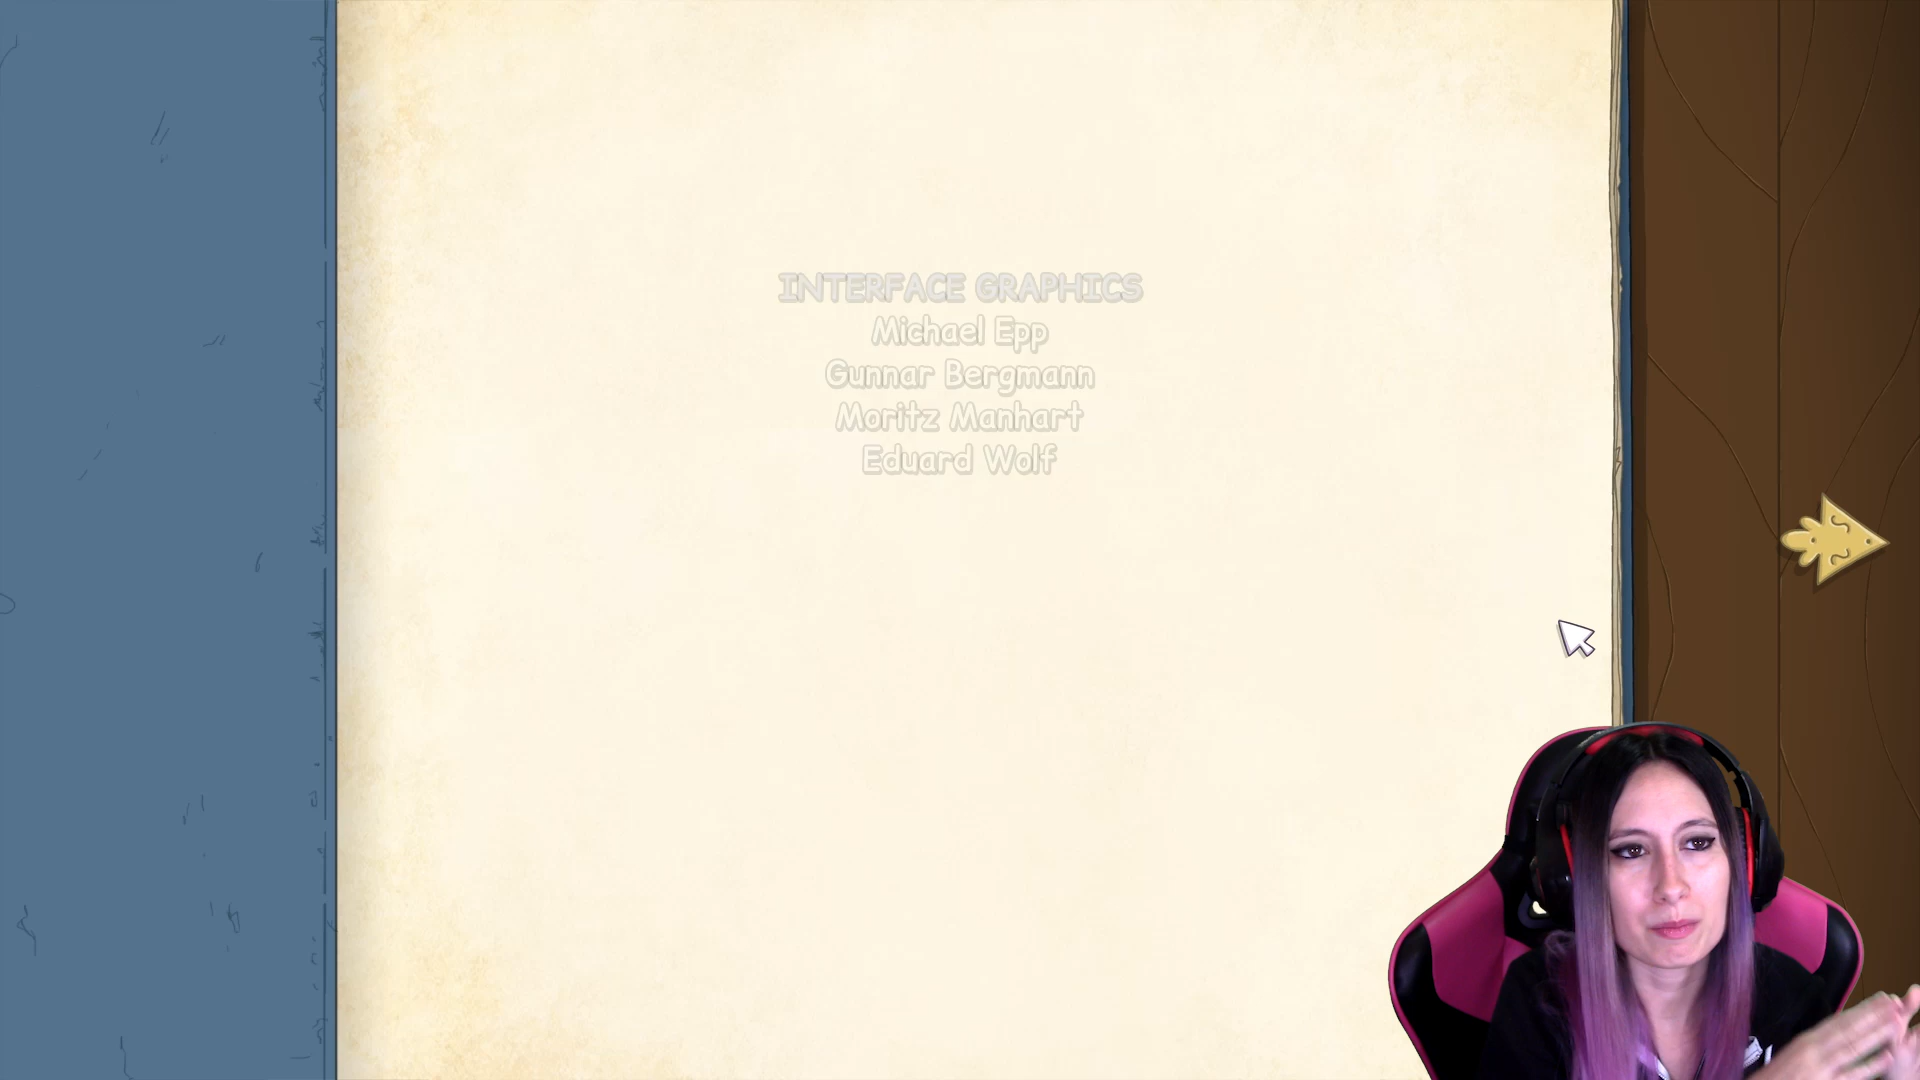 INTERFACE GRAPHICS
Michael Epp
Gunnar Bergmann
Moritz Manhart
Eduard Wolf